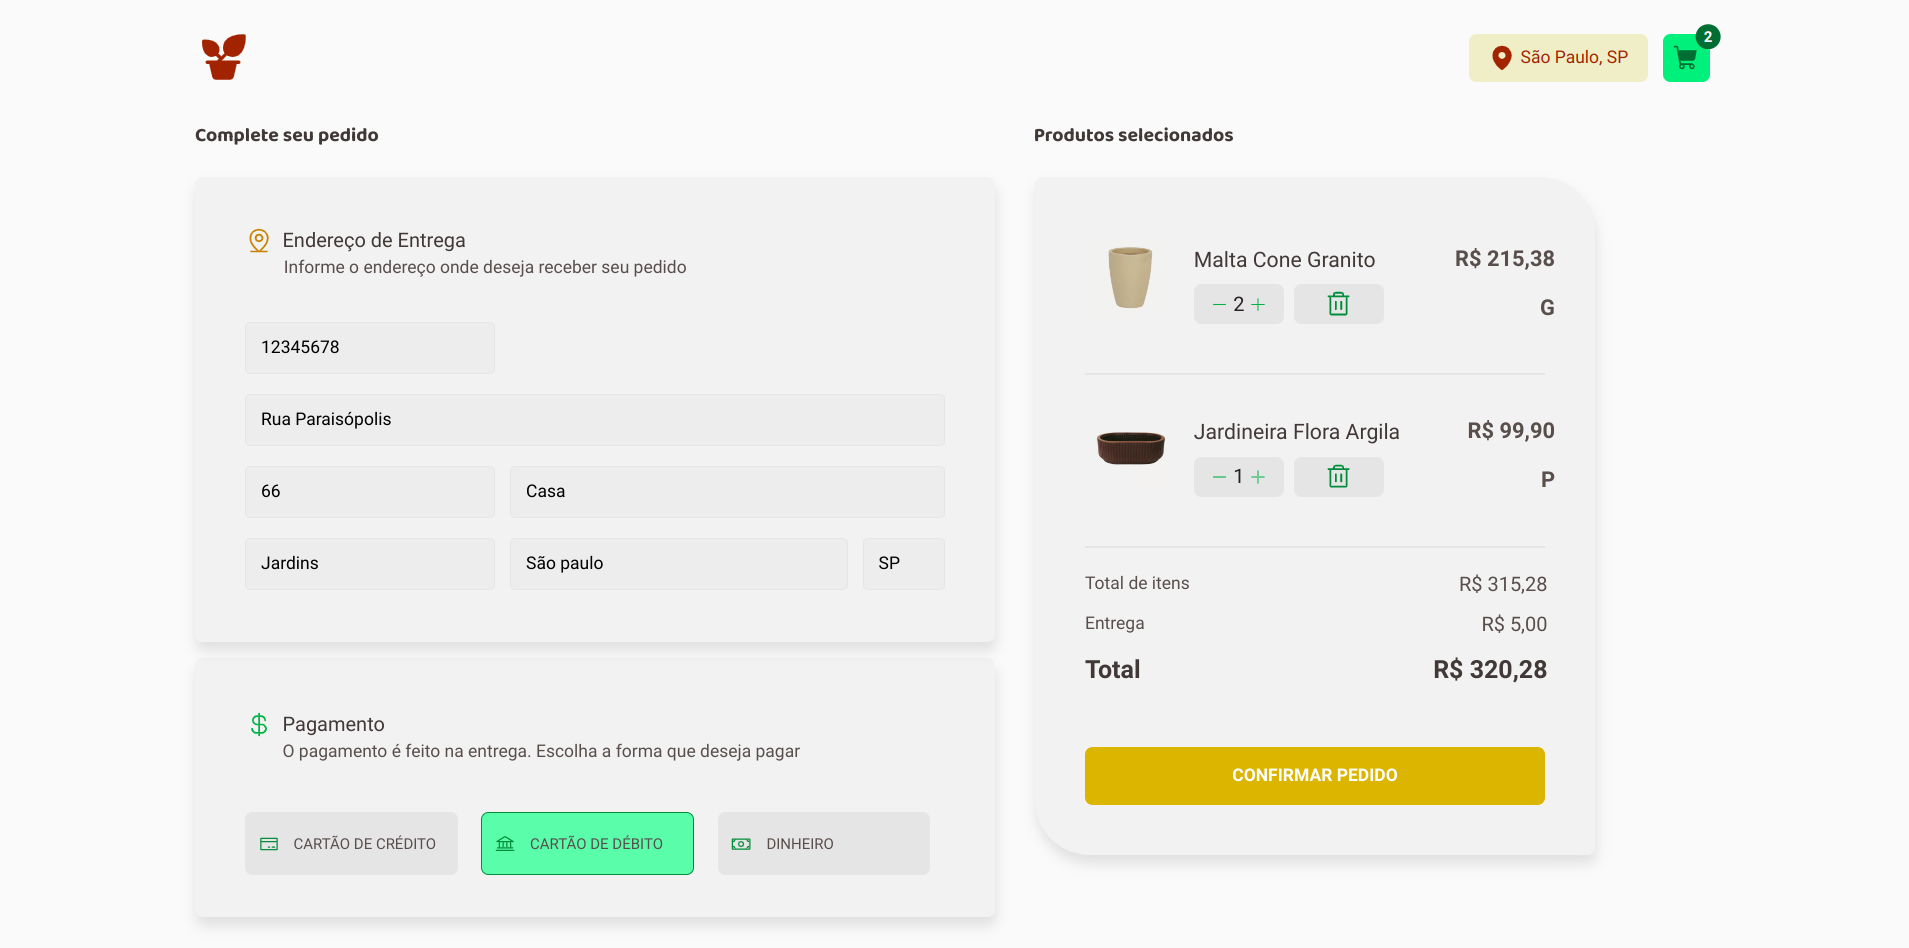 São Paulo, SP
2
Complete seu pedido
Endereço de Entrega
Informe o endereço onde deseja receber seu pedido
12345678
Rua Paraisópolis
66
Casa
Jardins
São paulo
SP
$ Pagamento
O pagamento é feito na entrega. Escolha a forma que deseja pagar
CARTÃO DE CRÉDITO
CARTÃO DE DÉBITO
DINHEIRO
Produtos selecionados
Malta Cone Granito
R$ 215,38
− 2 +
G
Jardineira Flora Argila
R$ 99,90
− 1 +
P
Total de itens
R$ 315,28
Entrega
R$ 5,00
Total
R$ 320,28
CONFIRMAR PEDIDO